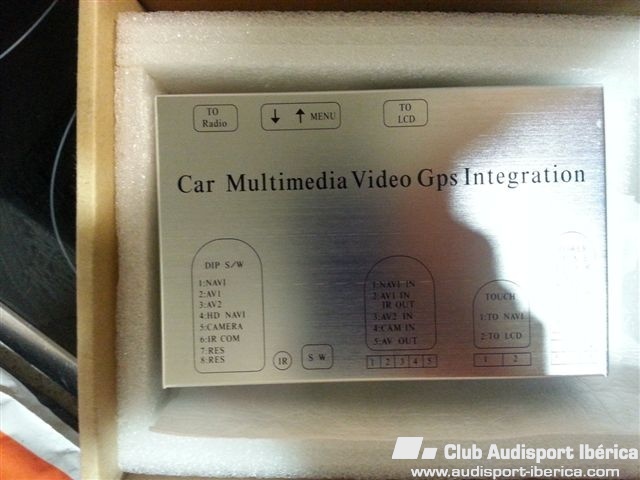 TO
Radio
↓ ↑ MENU
TO
LCD
Car Multimedia Video Gps Integration
DIP S/W
1:NAVI
2:AV1
3:AV2
4:HD NAVI
5:CAMERA
6:IR COM
7:RES
8:RES
IR
S W
1:NAVI IN
2:AV1 IN
IR OUT
3:AV2 IN
4:CAM IN
5:AV OUT
1 2 3 4 5
TOUCH
1:TO NAVI
2:TO LCD
1 2
Club Audisport Ibérica
www.audisport-iberica.com